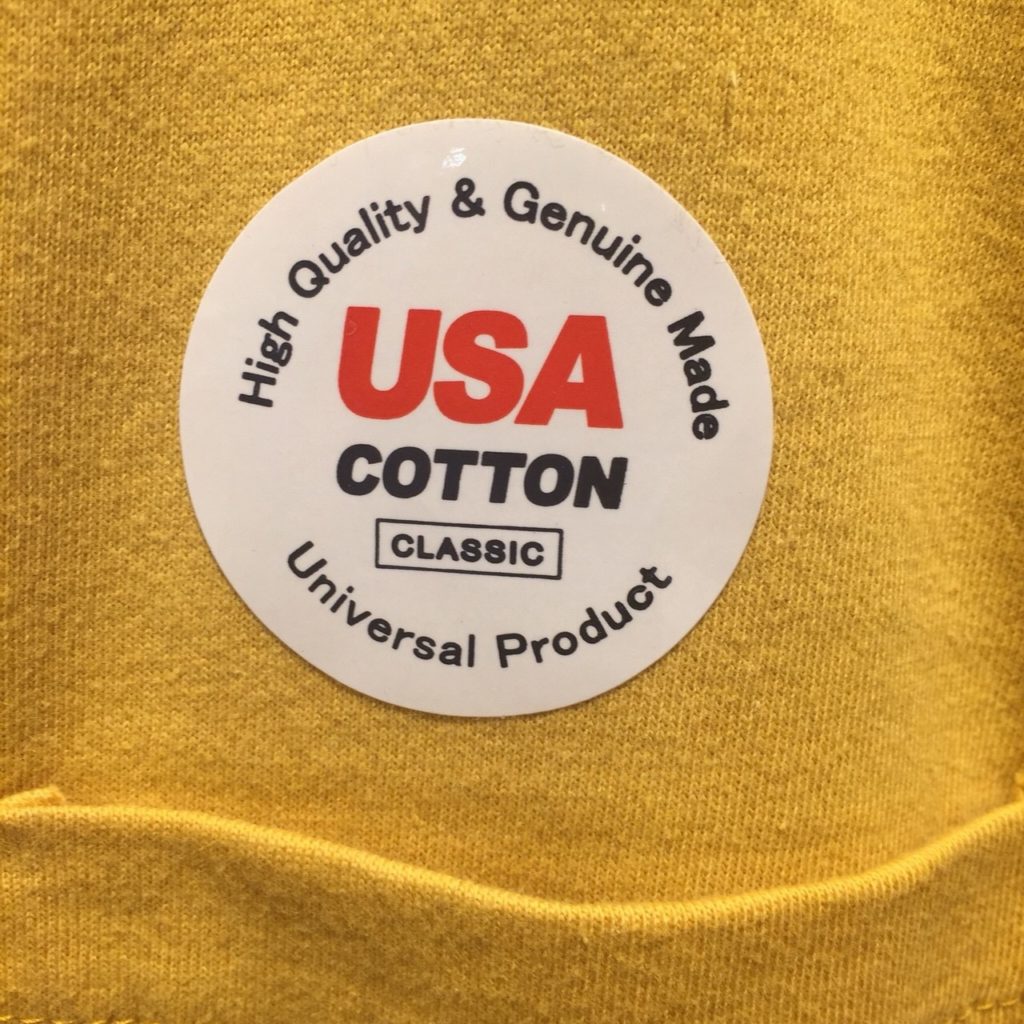 High Quality & Genuine Made
USA
COTTON
CLASSIC
Universal Product